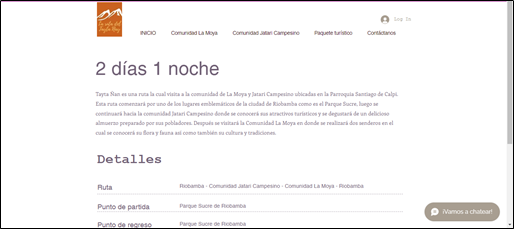 La ruta del
Tayta Ñan
Log In
INICIO Comunidad La Moya Comunidad Jatari Campesino Paquete turístico Contáctanos
2 días 1 noche
Tayta Ñan es una ruta la cual visita a la comunidad de La Moya y Jatari Campesino ubicadas en la Parroquia Santiago de Calpi.
Esta ruta comenzará por uno de los lugares emblemáticos de la ciudad de Riobamba como es el Parque Sucre, luego se
continuará hacia la comunidad Jatari Campesino donde se conocerá sus atractivos turísticos y se degustará de un delicioso
almuerzo preparado por sus pobladores. Después se visitará la Comunidad La Moya en donde se realizará dos senderos en el
cual se conocerá su flora y fauna así como también su cultura y tradiciones.
Detalles
Ruta Riobamba - Comunidad Jatari Campesino - Comunidad La Moya - Riobamba
Punto de partida Parque Sucre de Riobamba
Punto de regreso Parque Sucre de Riobamba
¡Vamos a chatear!